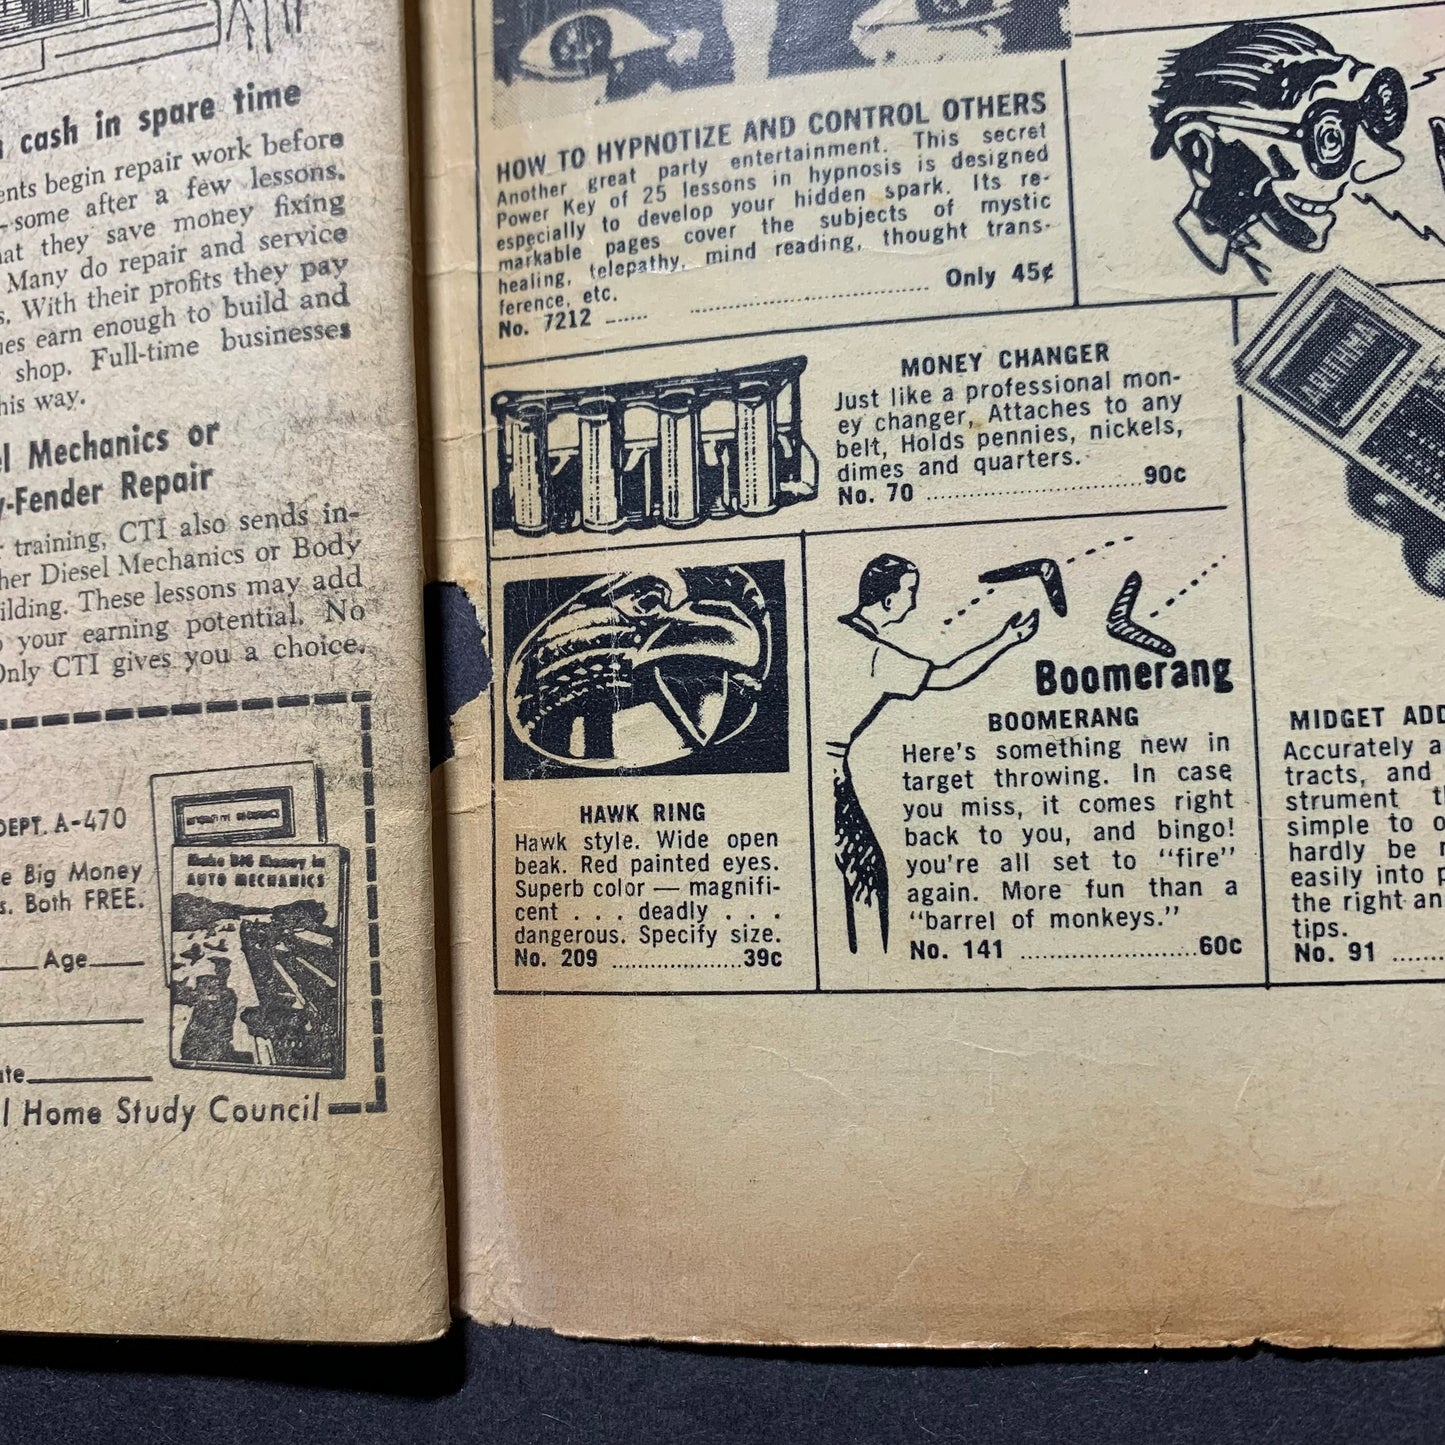 cash in spare time
ents begin repair work before
-some after a few lessons.
at they save money fixing
Many do repair and service
s. With their profits they pay
es earn enough to build and
shop. Full-time businesses
his way.
l Mechanics or
y-Fender Repair
training, CTI also sends in-
her Diesel Mechanics or Body
ilding. These lessons may add
o your earning potential. No
Only CTI gives you a choice.
DEPT. A-470
e Big Money
s. Both FREE.
Age
Make BIG Money in
AUTO MECHANICS
ate
l Home Study Council
HOW TO HYPNOTIZE AND CONTROL OTHERS
Another great party entertainment. This secret
Power Key of 25 lessons in hypnosis is designed
especially to develop your hidden spark. Its re-
markable pages cover the subjects of mystic
healing, telepathy, mind reading, thought trans-
ference, etc.
Only 45¢
No. 7212 ......
MONEY CHANGER
Just like a professional mon-
ey changer, Attaches to any
belt, Holds pennies, nickels,
dimes and quarters.
No. 70 ........................ 90c
HAWK RING
Hawk style. Wide open
beak. Red painted eyes.
Superb color — magnifi-
cent . . . deadly . . .
dangerous. Specify size.
No. 209 .................. 39c
Boomerang
BOOMERANG
Here's something new in
target throwing. In case
you miss, it comes right
back to you, and bingo!
you're all set to "fire"
again. More fun than a
"barrel of monkeys."
No. 141 ........................ 60c
ARITHMA
MIDGET ADD
Accurately a
tracts, and
strument th
simple to o
hardly be
easily into p
the right an
tips.
No. 91 .......